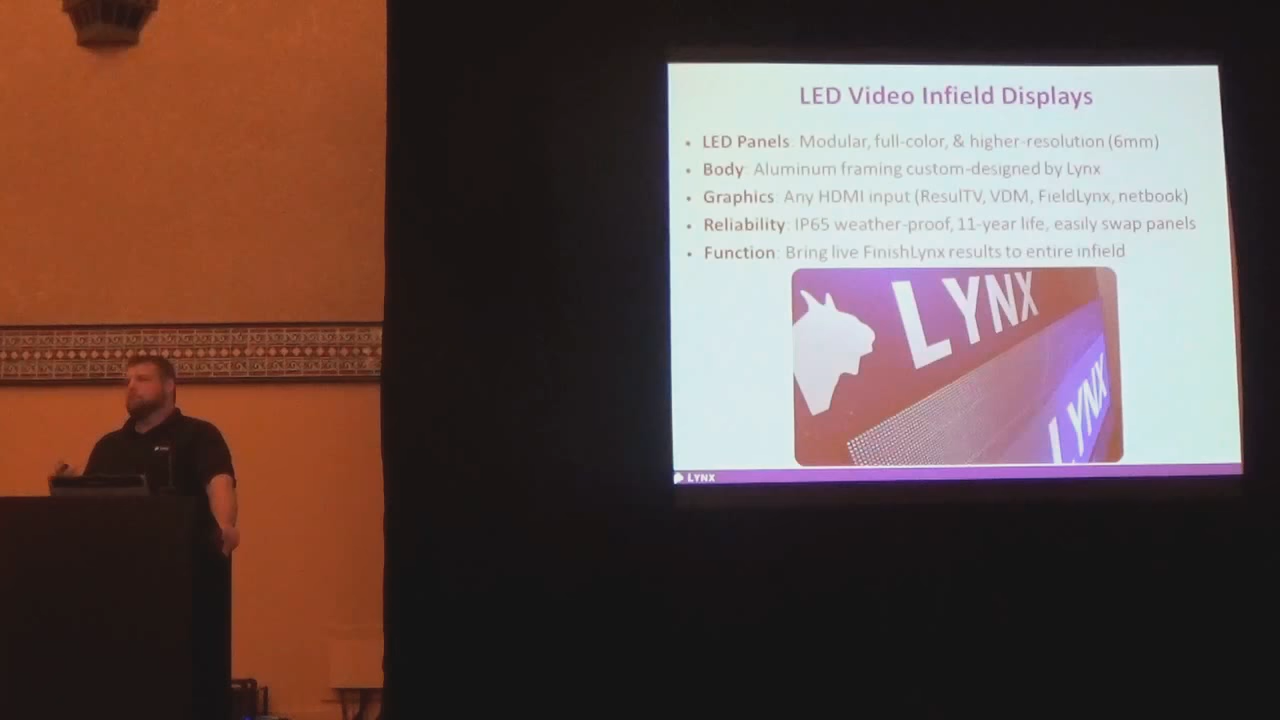 LED Video Infield Displays
• LED Panels: Modular, full-color, & higher-resolution (6mm)
• Body: Aluminum framing custom-designed by Lynx
• Graphics: Any HDMI input (ResulTV, VDM, FieldLynx, netbook)
• Reliability: IP65 weather-proof, 11-year life, easily swap panels
• Function: Bring live FinishLynx results to entire infield
LYNX
LYNX
LYNX